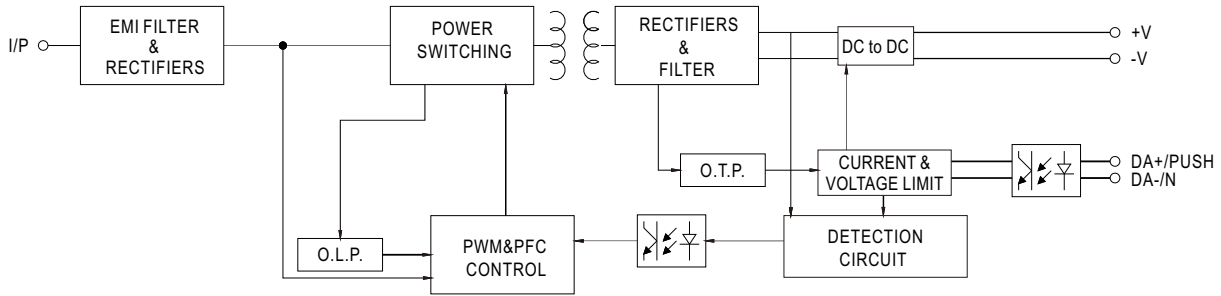 I/P
EMI FILTER
&
RECTIFIERS
POWER
SWITCHING
RECTIFIERS
&
FILTER
DC to DC
+V
-V
O.T.P.
CURRENT &
VOLTAGE LIMIT
DA+/PUSH
DA-/N
O.L.P.
PWM&PFC
CONTROL
DETECTION
CIRCUIT